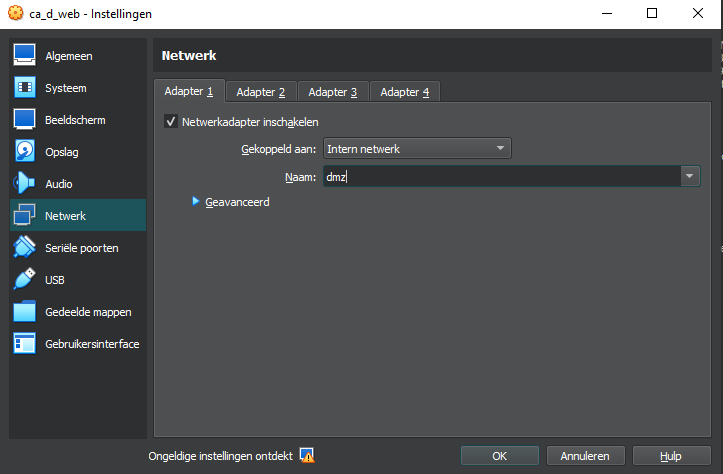 ca_d_web - Instellingen
Algemeen
Systeem
Beeldscherm
Opslag
Audio
Netwerk
Seriële poorten
USB
Gedeelde mappen
Gebruikersinterface
Netwerk
Adapter 1 Adapter 2 Adapter 3 Adapter 4
Netwerkadapter inschakelen
Gekoppeld aan: Intern netwerk
Naam: dmz
Geavanceerd
Ongeldige instellingen ontdekt OK Annuleren Hulp